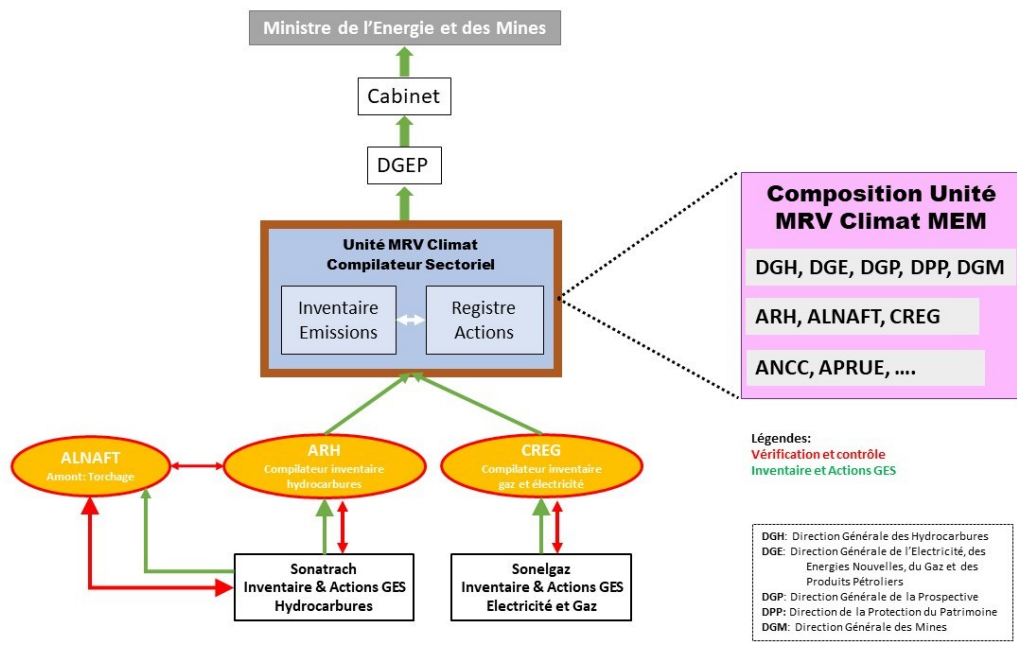 Ministre de l’Energie et des Mines
Cabinet
DGEP
Unité MRV Climat
Compilateur Sectoriel
Inventaire
Emissions
Registre
Actions
Composition Unité
MRV Climat MEM
DGH, DGE, DGP, DPP, DGM
ARH, ALNAFT, CREG
ANCC, APRUE, ....
ALNAFT
Amont: Torchage
ARH
Compilateur inventaire
hydrocarbures
CREG
Compilateur inventaire
gaz et électricité
Sonatrach
Inventaire & Actions GES
Hydrocarbures
Sonelgaz
Inventaire & Actions GES
Electricité et Gaz
Légendes:
Vérification et contrôle
Inventaire et Actions GES
DGH: Direction Générale des Hydrocarbures
DGE: Direction Générale de l’Electricité, des
Energies Nouvelles, du Gaz et des
Produits Pétroliers
DGP: Direction Générale de la Prospective
DPP: Direction de la Protection du Patrimoine
DGM: Direction Générale des Mines